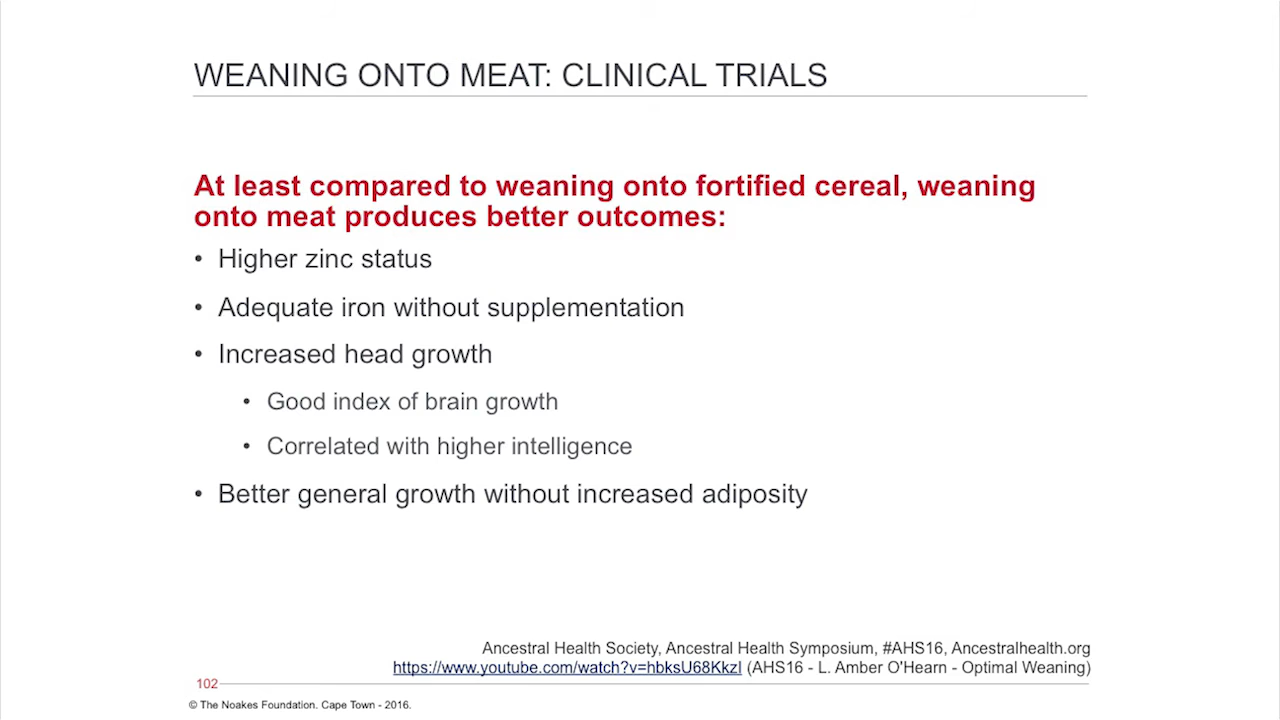 WEANING ONTO MEAT: CLINICAL TRIALS
At least compared to weaning onto fortified cereal, weaning
onto meat produces better outcomes:
• Higher zinc status
• Adequate iron without supplementation
• Increased head growth
• Good index of brain growth
• Correlated with higher intelligence
• Better general growth without increased adiposity
Ancestral Health Society, Ancestral Health Symposium, #AHS16, Ancestralhealth.org
https://www.youtube.com/watch?v=hbksU68KkzI (AHS16 - L. Amber O'Hearn - Optimal Weaning)
102
© The Noakes Foundation. Cape Town - 2016.